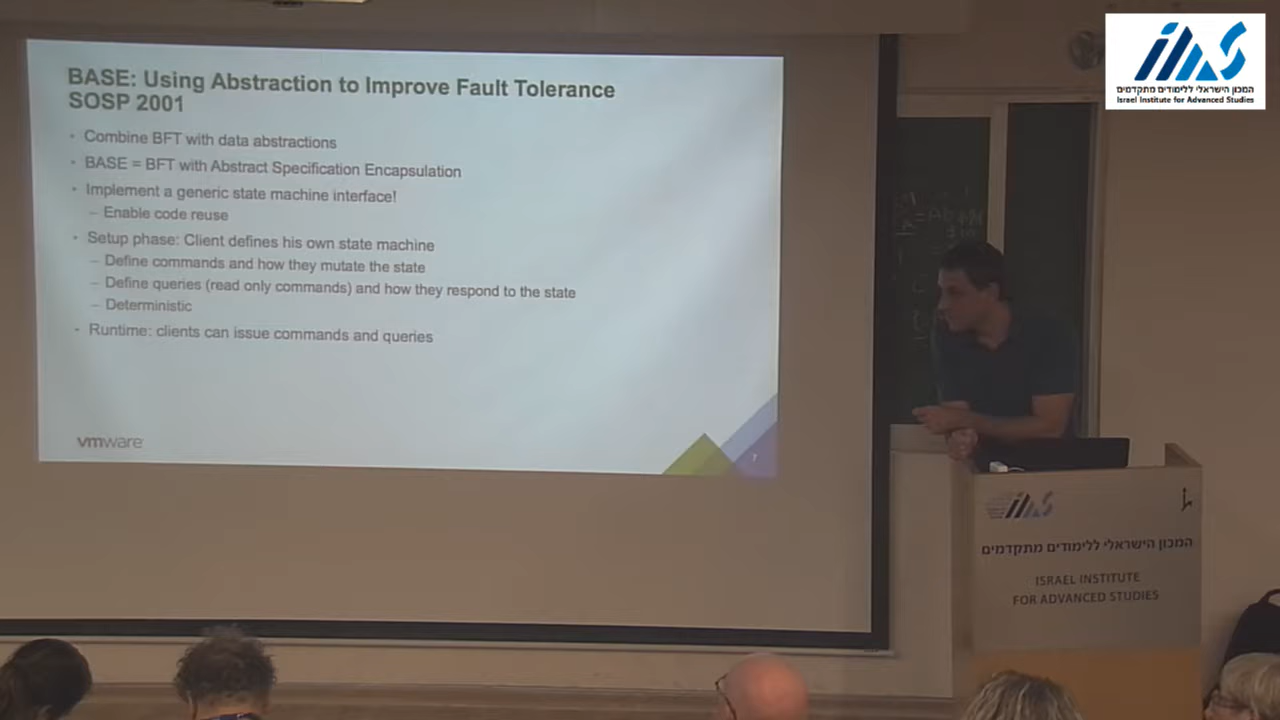 BASE: Using Abstraction to Improve Fault Tolerance
SOSP 2001
• Combine BFT with data abstractions
• BASE = BFT with Abstract Specification Encapsulation
• Implement a generic state machine interface!
– Enable code reuse
• Setup phase: Client defines his own state machine
– Define commands and how they mutate the state
– Define queries (read only commands) and how they respond to the state
– Deterministic
• Runtime: clients can issue commands and queries
vmware
7
המכון הישראלי ללימודים מתקדמים
Israel Institute for Advanced Studies
המכון הישראלי ללימודים מתקדמים
ISRAEL INSTITUTE
FOR ADVANCED STUDIES